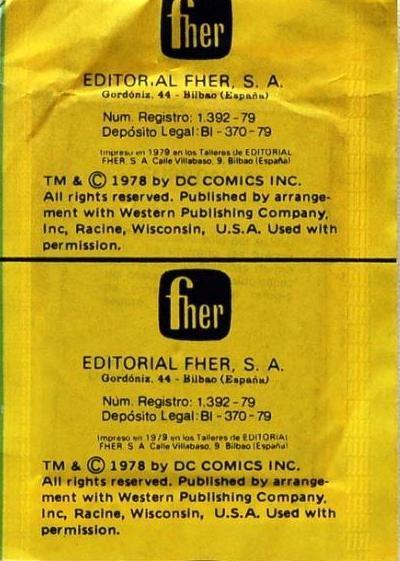 fher
EDITORIAL FHER, S. A.
Gordóniz, 44 - Bilbao (España)
Num. Registro: 1.392 - 79
Depósito Legal: BI - 370 - 79
Impreso en 1979 en los Talleres de EDITORIAL
FHER, S. A. Calle Villabaso, 9. Bilbao (España)
TM & © 1978 by DC COMICS INC.
All rights reserved. Published by arrange-
ment with Western Publishing Company,
Inc, Racine, Wisconsin, U.S.A. Used with
permission.
fher
EDITORIAL FHER, S. A.
Gordóniz, 44 - Bilbao (España)
Núm. Registro: 1.392 - 79
Depósito Legal: BI - 370 - 79
Impreso en 1979 en los Talleres de EDITORIAL
FHER, S. A. Calle Villabaso, 9. Bilbao (España)
TM & © 1978 by DC COMICS INC.
All rights reserved. Published by arrange-
ment with Western Publishing Company,
Inc, Racine, Wisconsin, U.S.A. Used with
permission.